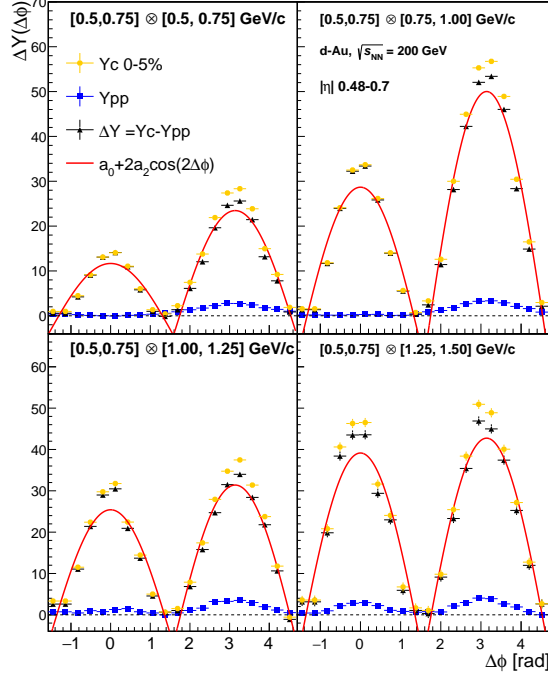 [0.5,0.75] ⊗ [0.5, 0.75] GeV/c
[0.5,0.75] ⊗ [0.75, 1.00] GeV/c
ΔY(Δϕ)
70
60
50
40
30
20
10
0
Yc 0-5%
Ypp
ΔY =Yc-Ypp
a₀+2a₂cos(2Δϕ)
d-Au, √s_NN = 200 GeV
|η| 0.48-0.7
[0.5,0.75] ⊗ [1.00, 1.25] GeV/c
[0.5,0.75] ⊗ [1.25, 1.50] GeV/c
60
50
40
30
20
10
0
−1 0 1 2 3 4
−1 0 1 2 3 4
Δϕ [rad]